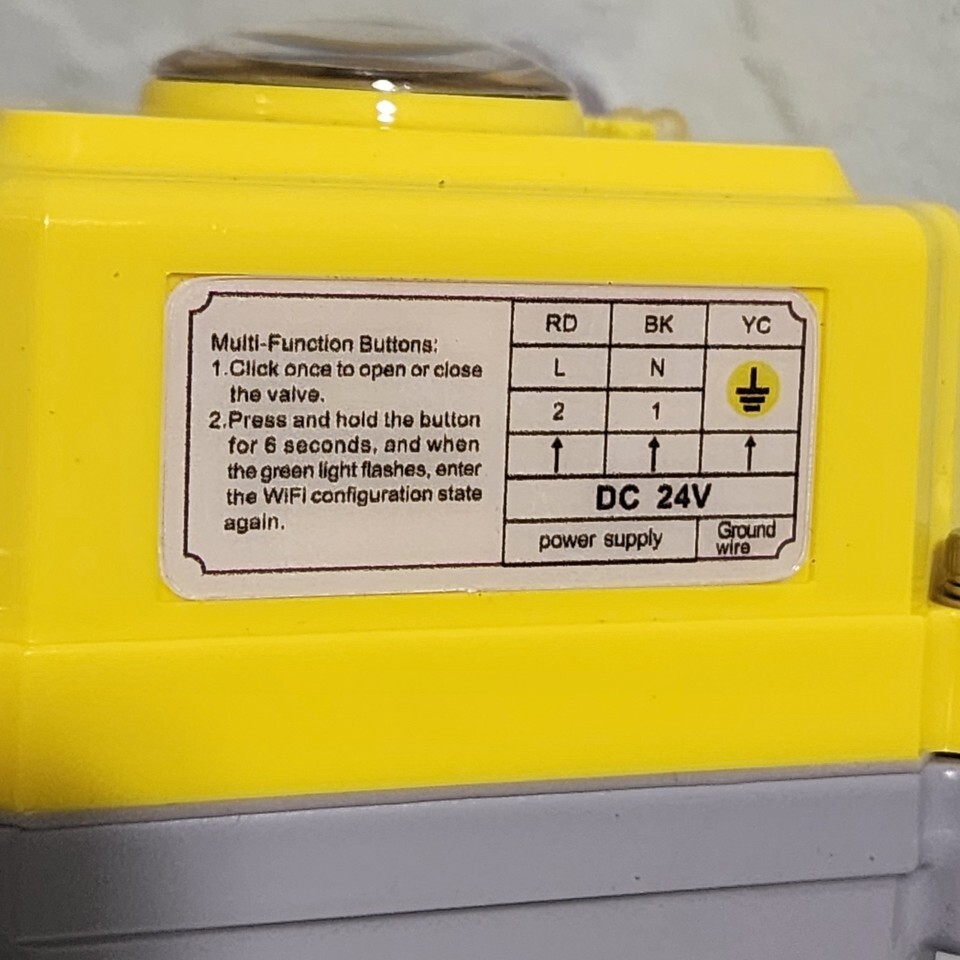 Multi-Function Buttons:
1.Click once to open or close
the valve.
2.Press and hold the button
for 6 seconds, and when
the green light flashes, enter
the WiFi configuration state
again.
RD BK YC
L N
2 1
DC 24V
power supply
Ground
wire